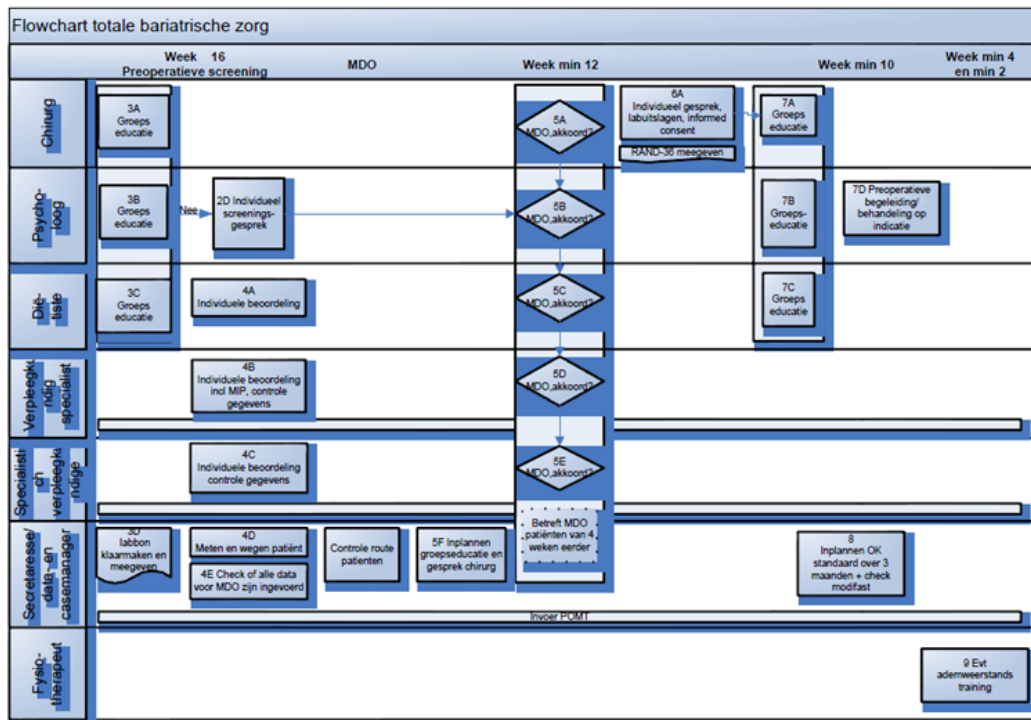 Flowchart totale bariatrische zorg
Week 16
Preoperatieve screening
MDO
Week min 12
Week min 10
Week min 4
en min 2
Chirurg
3A
Groeps
educatie
5A
MDO,akkoord?
6A
Individueel gesprek,
labuitslagen, informed
consent
RAND-36 meegeven
7A
Groeps
educatie
Psycho-
loog
3B
Groeps
educatie
Nee
2D Individueel
screenings-
gesprek
5B
MDO,akkoord?
7B
Groeps-
educatie
7D Preoperatieve
begeleiding/
behandeling op
indicatie
Dië-
tiste
3C
Groeps
educatie
4A
Individuele beoordeling
5C
MDO,akkoord?
7C
Groeps
educatie
Verpleegku
ndig
specialist
4B
Individuele beoordeling
incl MIP, controle
gegevens
5D
MDO,akkoord?
Specialisti
ch
verpleegku
ndige
4C
Individuele beoordeling
controle gegevens
5E
MDO,akkoord?
Secretaresse/
data- en
casemanager
3D
labbon
klaarmaken en
meegeven
4D
Meten en wegen patiënt
4E Check of alle data
voor MDO zijn ingevoerd
Controle route
patienten
5F Inplannen
groepseducatie en
gesprek chirurg
Betreft MDO
patiënten van 4
weken eerder
8
Inplannen OK
standaard over 3
maanden + check
modifast
Invoer POMT
Fysio-
therapeut
9 Evt
ademweerstands
training